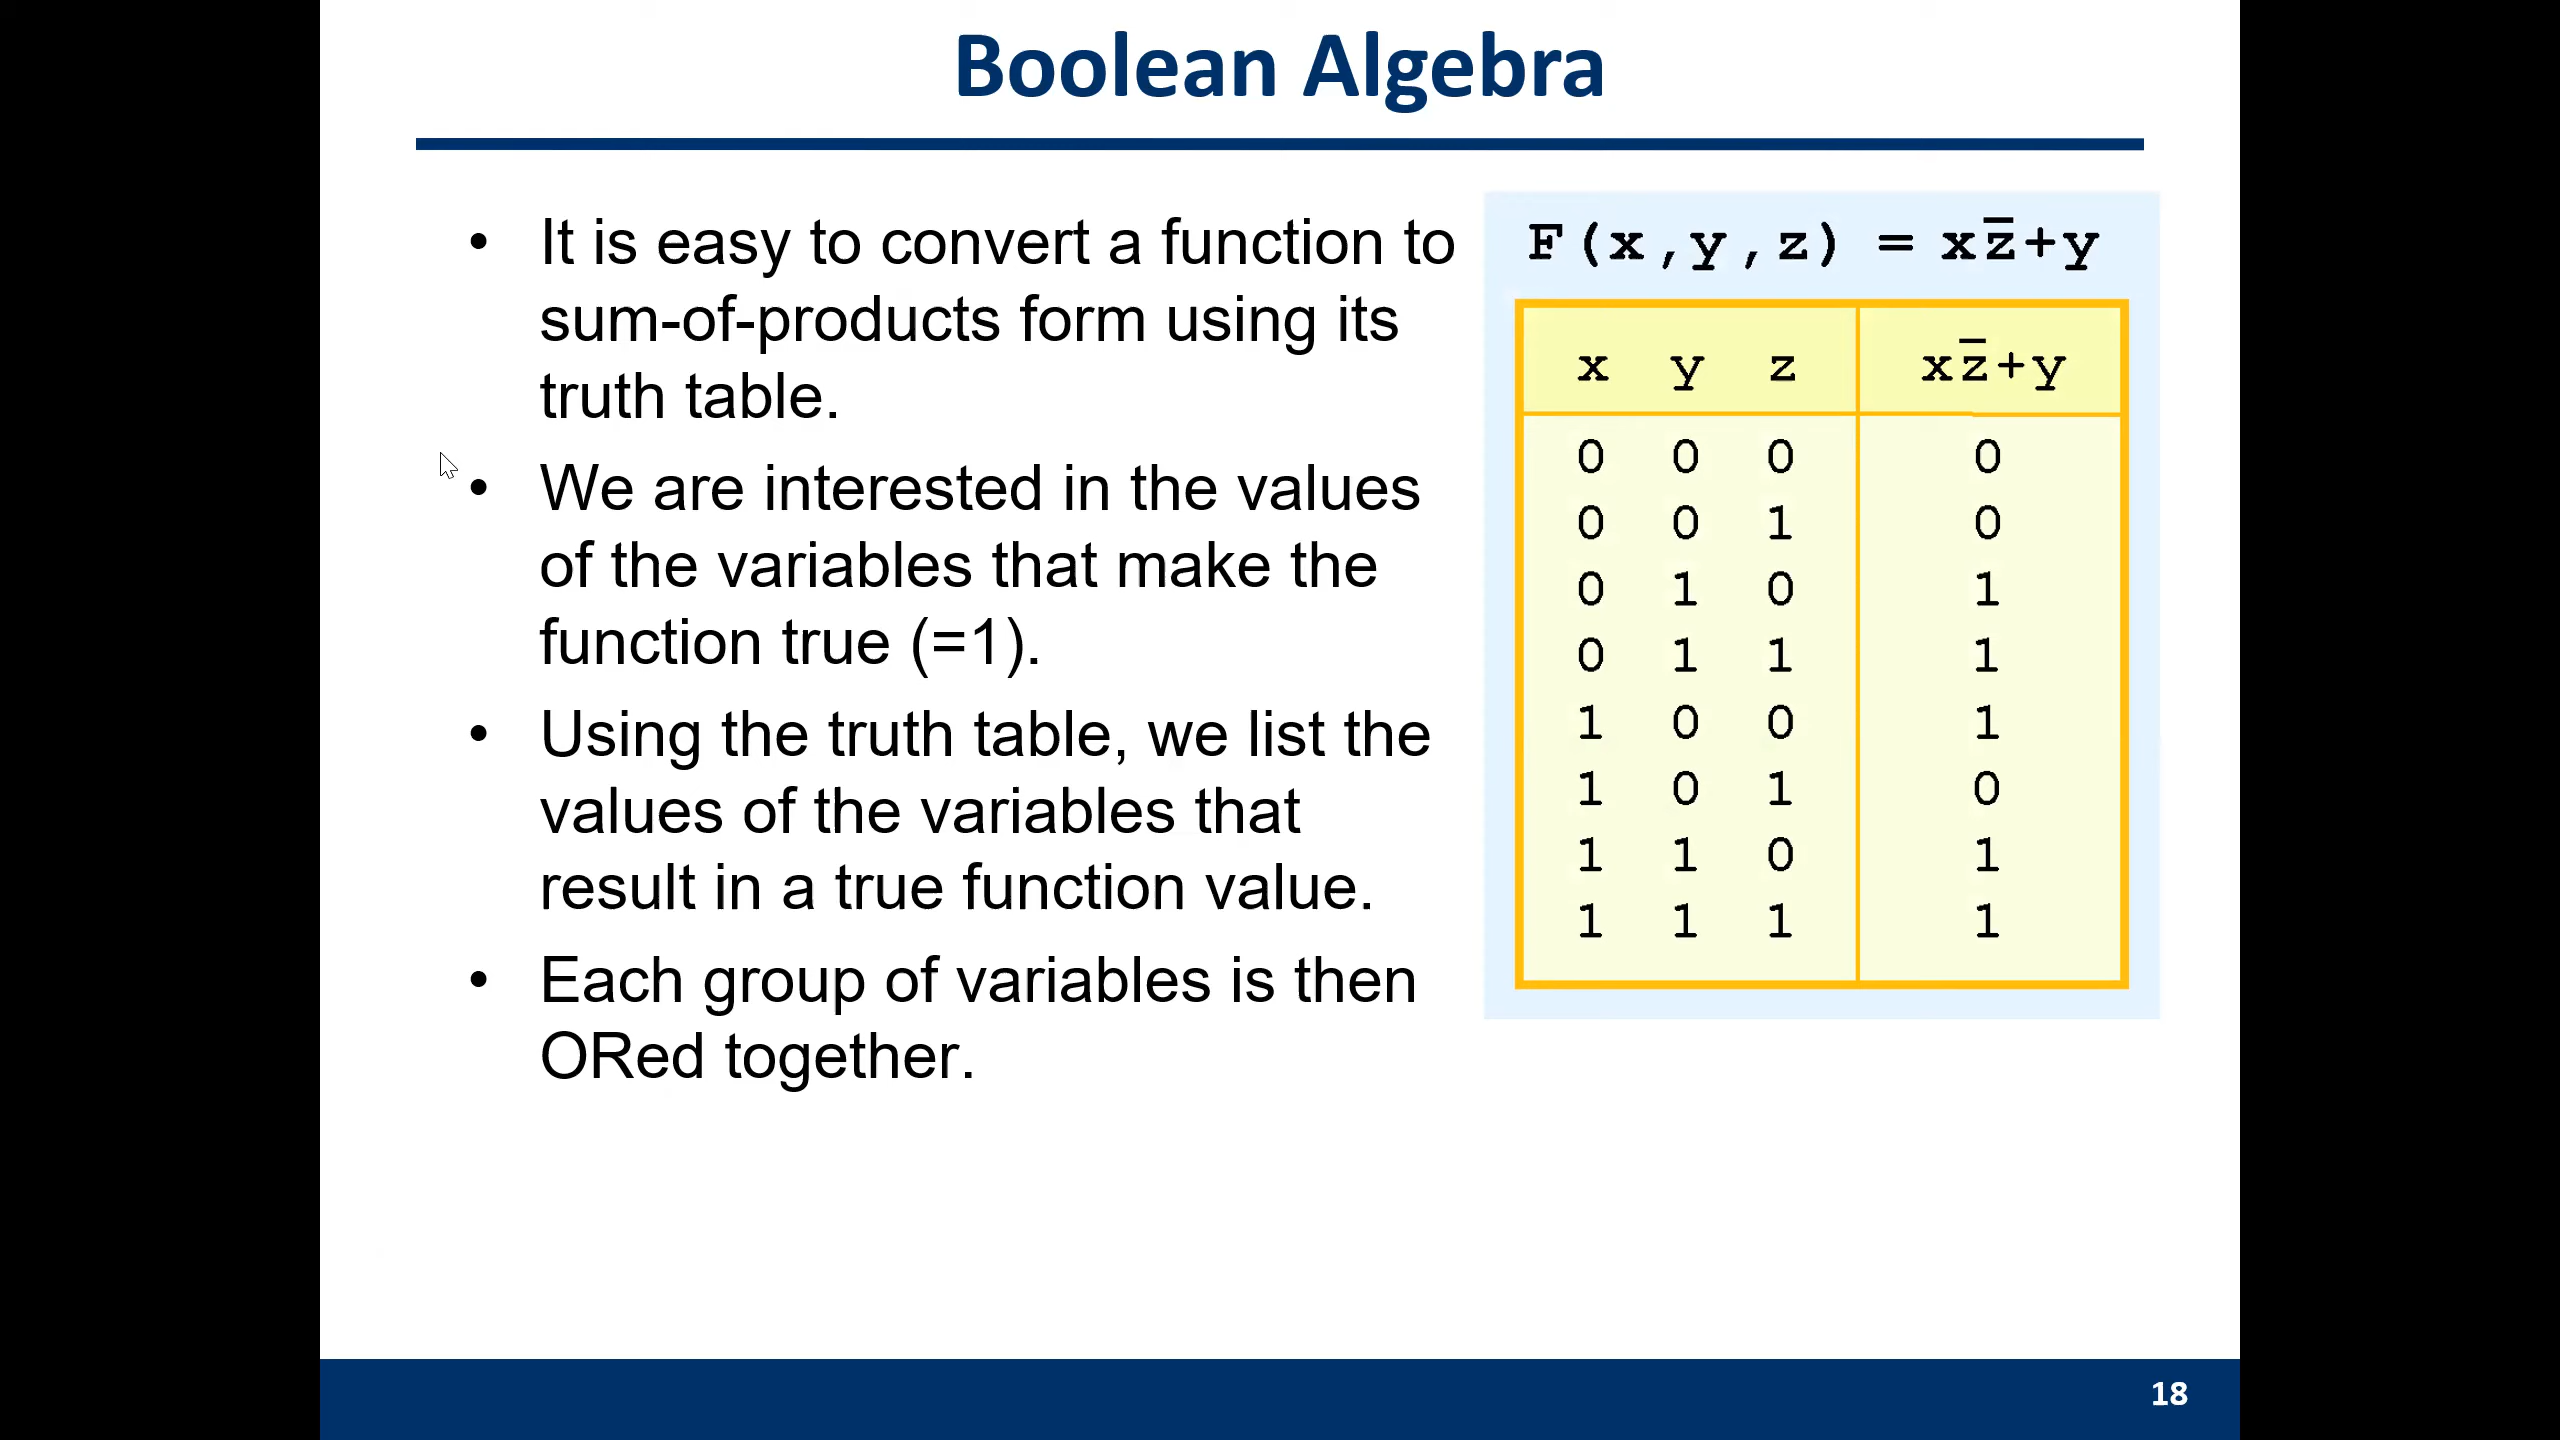 Boolean Algebra
• It is easy to convert a function to
sum-of-products form using its
truth table.
• We are interested in the values
of the variables that make the
function true (=1).
• Using the truth table, we list the
values of the variables that
result in a true function value.
• Each group of variables is then
ORed together.
F(x,y,z) = xz̅+y
x y z xz̅+y
0 0 0 0
0 0 1 0
0 1 0 1
0 1 1 1
1 0 0 1
1 0 1 0
1 1 0 1
1 1 1 1
18